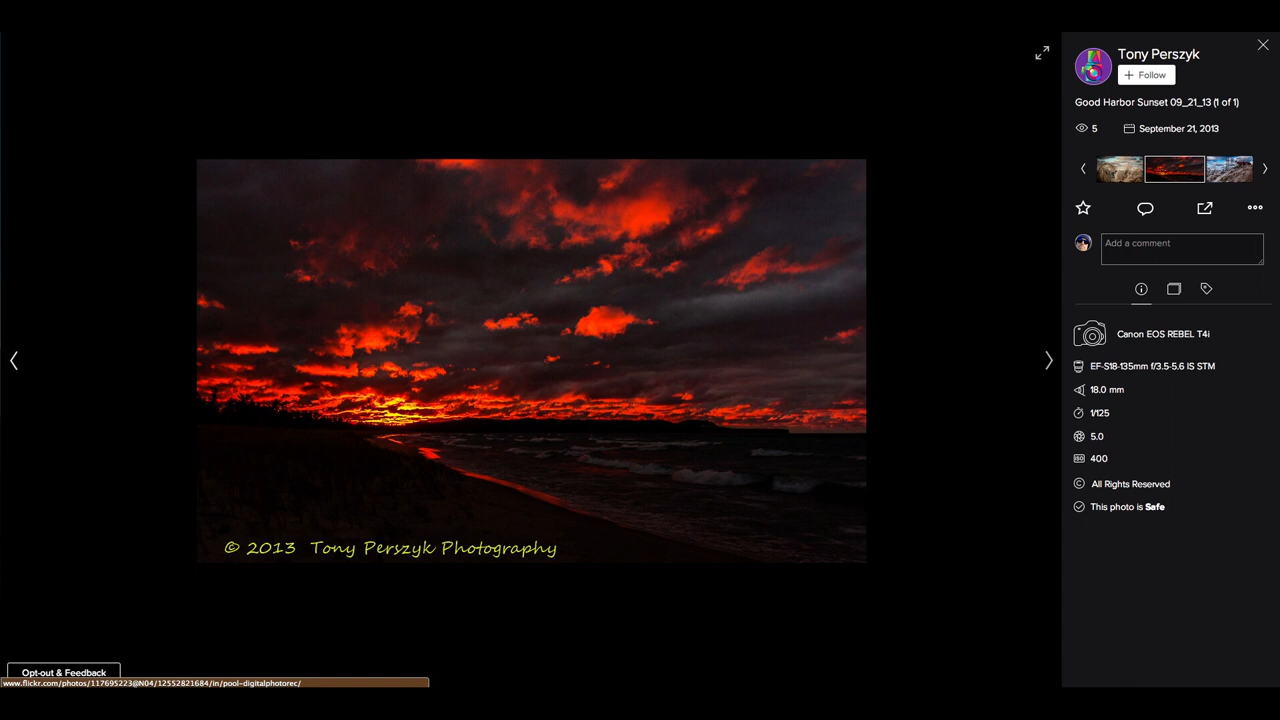 Tony Perszyk
+ Follow
Good Harbor Sunset 09_21_13 (1 of 1)
5
September 21, 2013
Add a comment
Canon EOS REBEL T4i
EF-S18-135mm f/3.5-5.6 IS STM
18.0 mm
1/125
5.0
ISO 400
© All Rights Reserved
This photo is Safe
© 2013 Tony Perszyk Photography
Opt-out & Feedback
www.flickr.com/photos/117695223@N04/12552821684/in/pool-digitalphotorec/